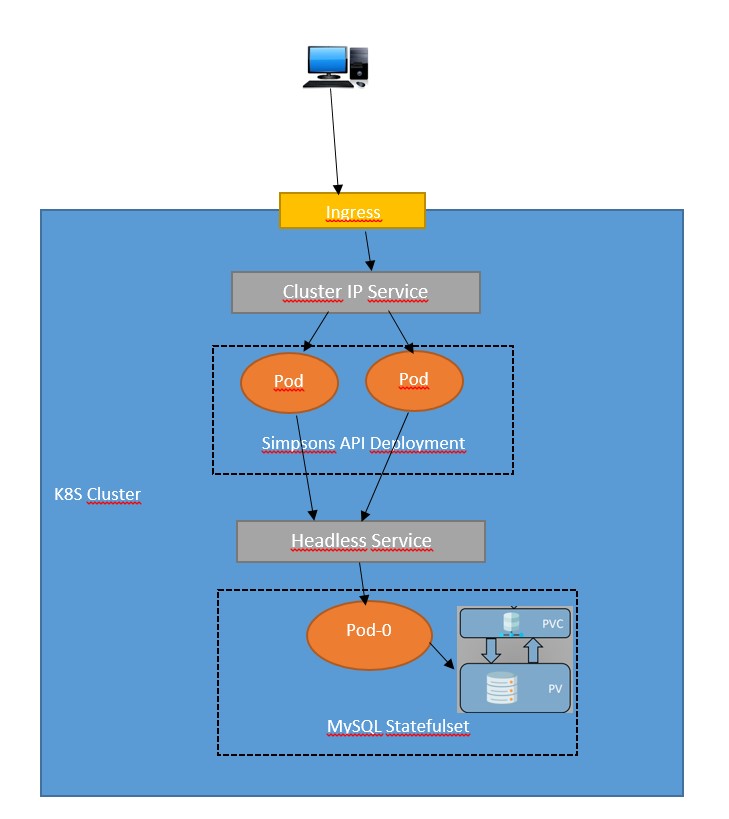 Ingress
Cluster IP Service
Pod
Pod
Simpsons API Deployment
K8S Cluster
Headless Service
Pod-0
PVC
PV
MySQL Statefulset